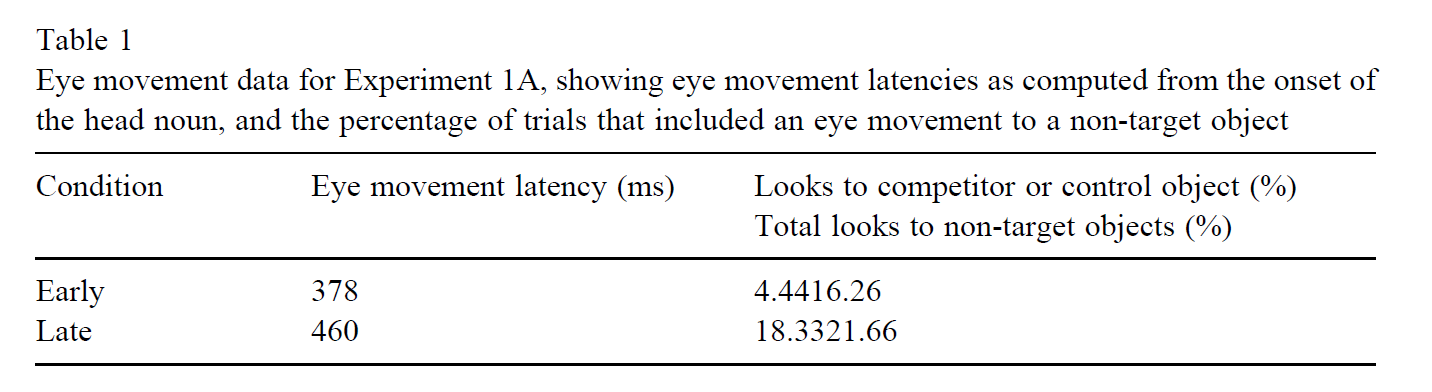 Table 1
Eye movement data for Experiment 1A, showing eye movement latencies as computed from the onset of
the head noun, and the percentage of trials that included an eye movement to a non-target object
Condition Eye movement latency (ms) Looks to competitor or control object (%)
Total looks to non-target objects (%)
Early 378 4.4416.26
Late 460 18.3321.66